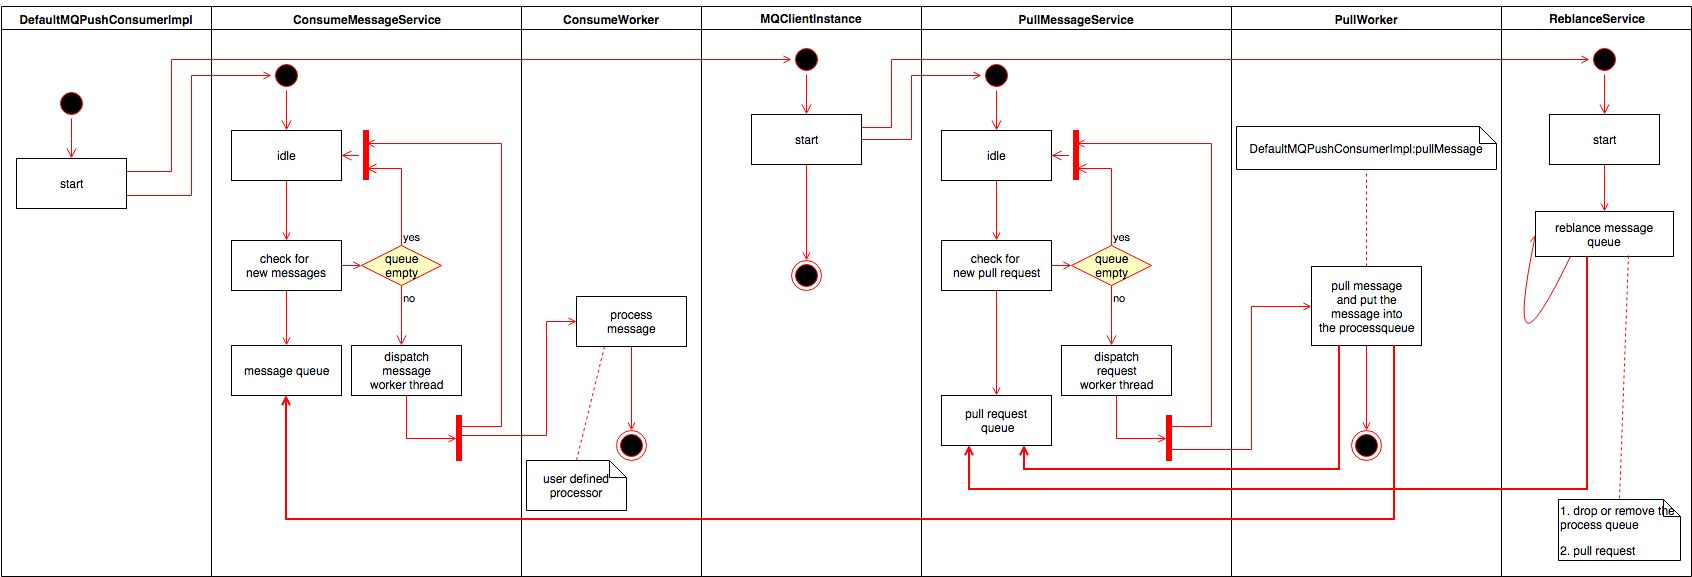 DefaultMQPushConsumerImpl
ConsumeMessageService
ConsumeWorker
MQClientInstance
PullMessageService
PullWorker
ReblanceService
start
idle
check for
new messages
queue
empty
yes
no
message queue
dispatch
message
worker thread
process
message
user defined
processor
start
idle
check for
new pull request
queue
empty
yes
no
dispatch
request
worker thread
pull request
queue
DefaultMQPushConsumerImpl:pullMessage
pull message
and put the
message into
the processqueue
start
reblance message
queue
1. drop or remove the
process queue
2. pull request